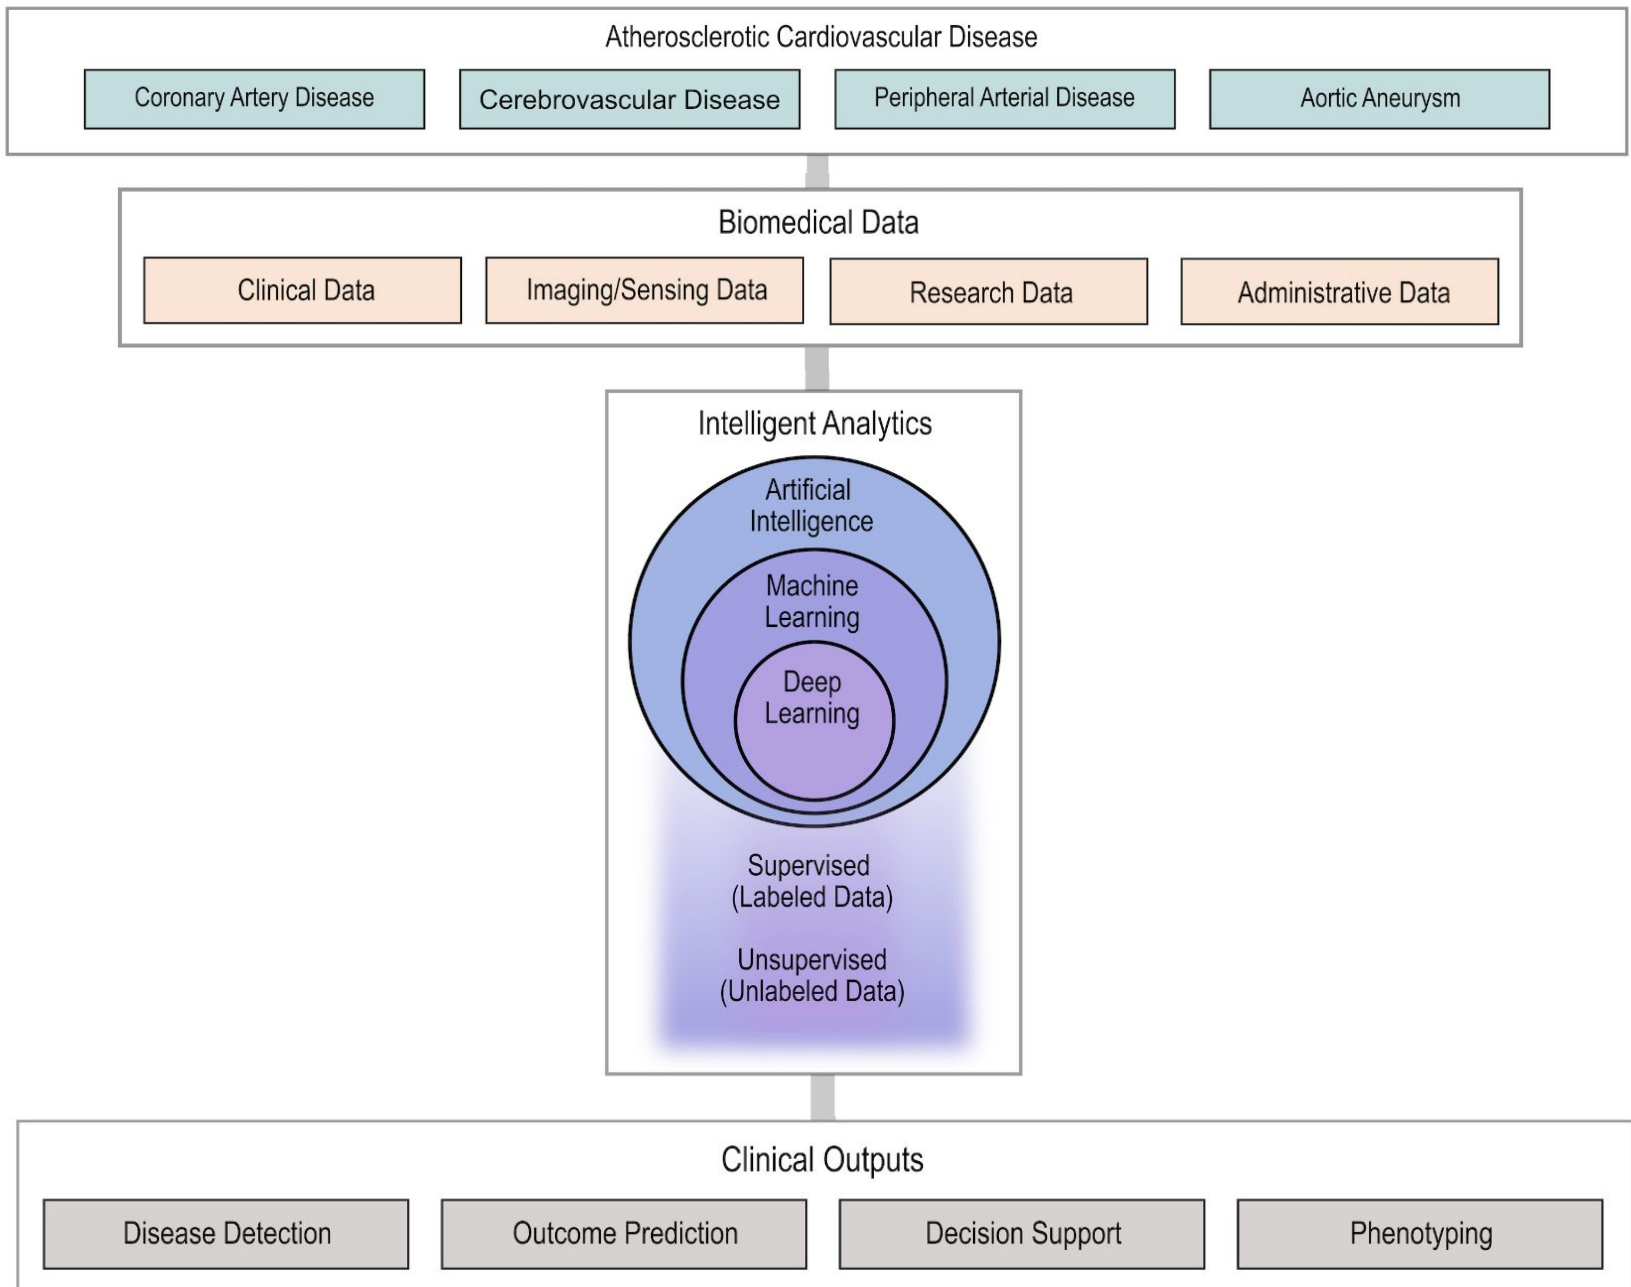 Atherosclerotic Cardiovascular Disease
Coronary Artery Disease
Cerebrovascular Disease
Peripheral Arterial Disease
Aortic Aneurysm
Biomedical Data
Clinical Data
Imaging/Sensing Data
Research Data
Administrative Data
Intelligent Analytics
Artificial
Intelligence
Machine
Learning
Deep
Learning
Supervised
(Labeled Data)
Unsupervised
(Unlabeled Data)
Clinical Outputs
Disease Detection
Outcome Prediction
Decision Support
Phenotyping